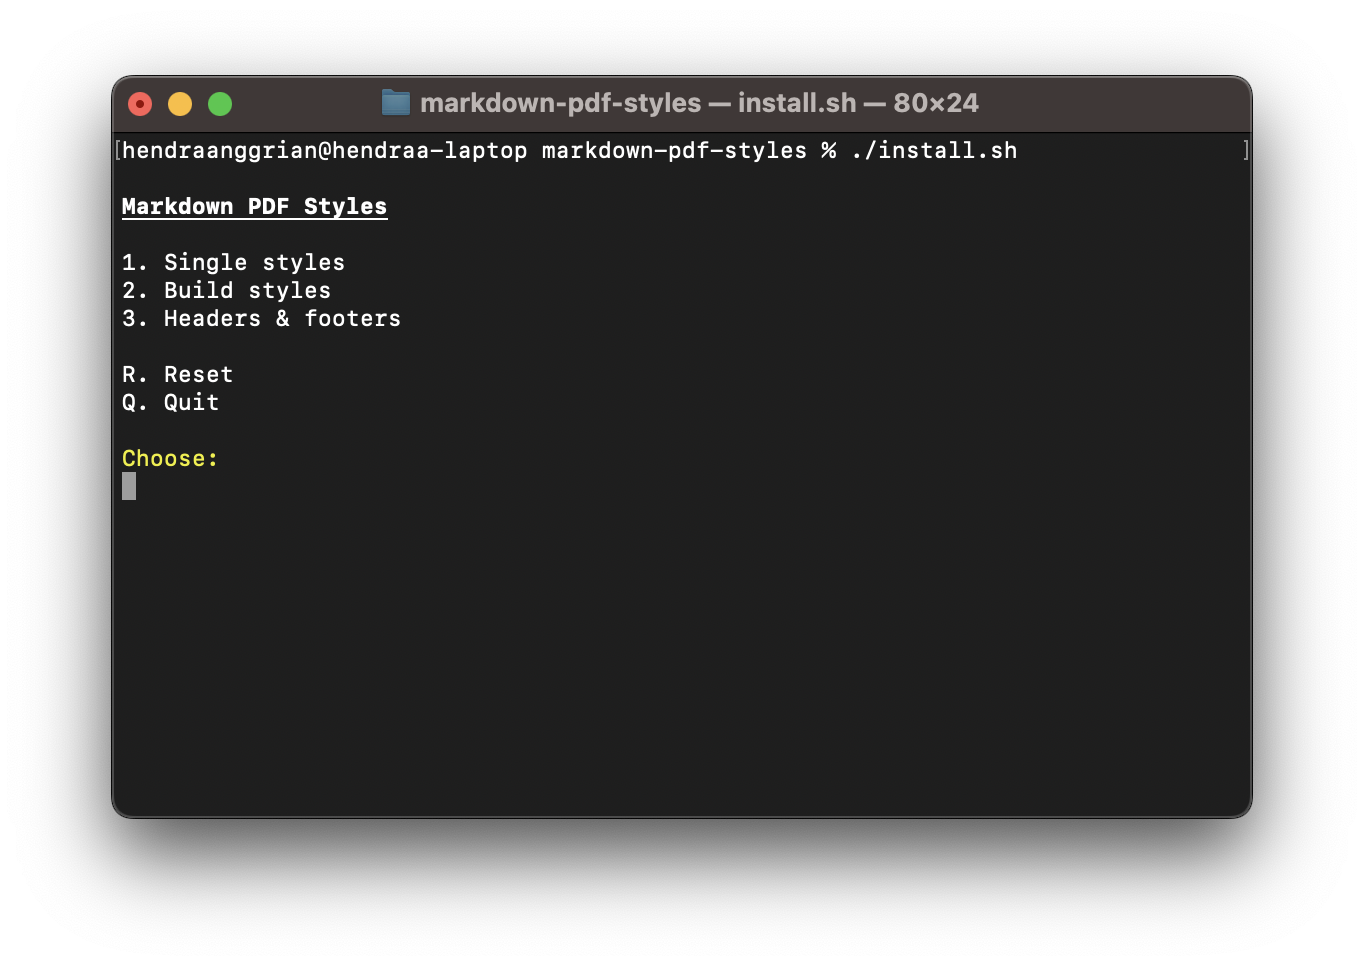 markdown-pdf-styles — install.sh — 80×24
[hendraanggrian@hendraa-laptop markdown-pdf-styles % ./install.sh ]
Markdown PDF Styles
1. Single styles
2. Build styles
3. Headers & footers
R. Reset
Q. Quit
Choose: